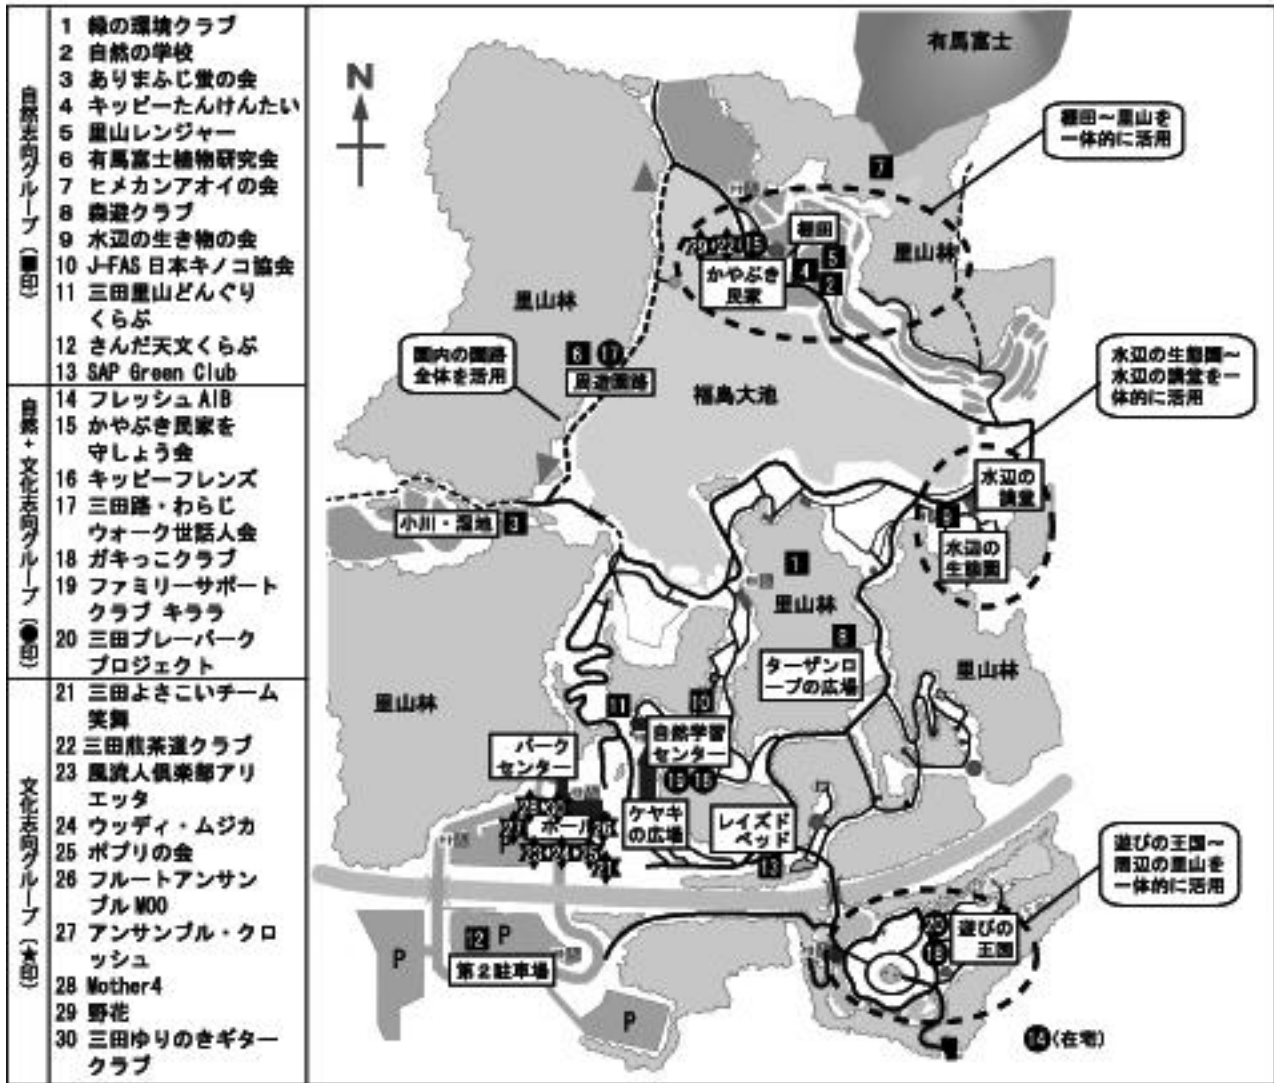 自然志向グループ（■印）
1 緑の環境クラブ
2 自然の学校
3 ありまふじ蛍の会
4 キッピーたんけんたい
5 里山レンジャー
6 有馬富士植物研究会
7 ヒメカンアオイの会
8 森遊クラブ
9 水辺の生き物の会
10 J-FAS 日本キノコ協会
11 三田里山どんぐり
くらぶ
12 さんだ天文くらぶ
13 SAP Green Club
自然+文化志向グループ（●印）
14 フレッシュ AIB
15 かやぶき民家を
守しょう会
16 キッピーフレンズ
17 三田路・わらじ
ウォーク世話人会
18 ガキっこクラブ
19 ファミリーサポート
クラブ キララ
20 三田プレーパーク
プロジェクト
文化志向グループ（★印）
21 三田よさこいチーム
笑舞
22 三田煎茶道クラブ
23 風流人倶楽部アリ
エッタ
24 ウッディ・ムジカ
25 ポプリの会
26 フルートアンサン
ブル MOO
27 アンサンブル・クロ
ッシュ
28 Mother4
29 野花
30 三田ゆりのきギター
クラブ
N
有馬富士
棚田～里山を
一体的に活用
7
棚田
29 22 15
5
4
2
かやぶき
民家
里山林
里山林
園内の園路
全体を活用
6 17
周遊園路
福島大池
水辺の生態園～
水辺の講堂を一
体的に活用
水辺の
講堂
9
水辺の
生態園
小川・湿地
3
1
里山林
8
ターザンロ
ープの広場
里山林
里山林
11
10
自然学習
センター
パーク
センター
ホール
ケヤキ
の広場
レイズド
ベッド
13
P
遊びの王国～
周辺の里山を
一体的に活用
遊びの
王国
20
12
P
P
第2駐車場
P
14
(在宅)